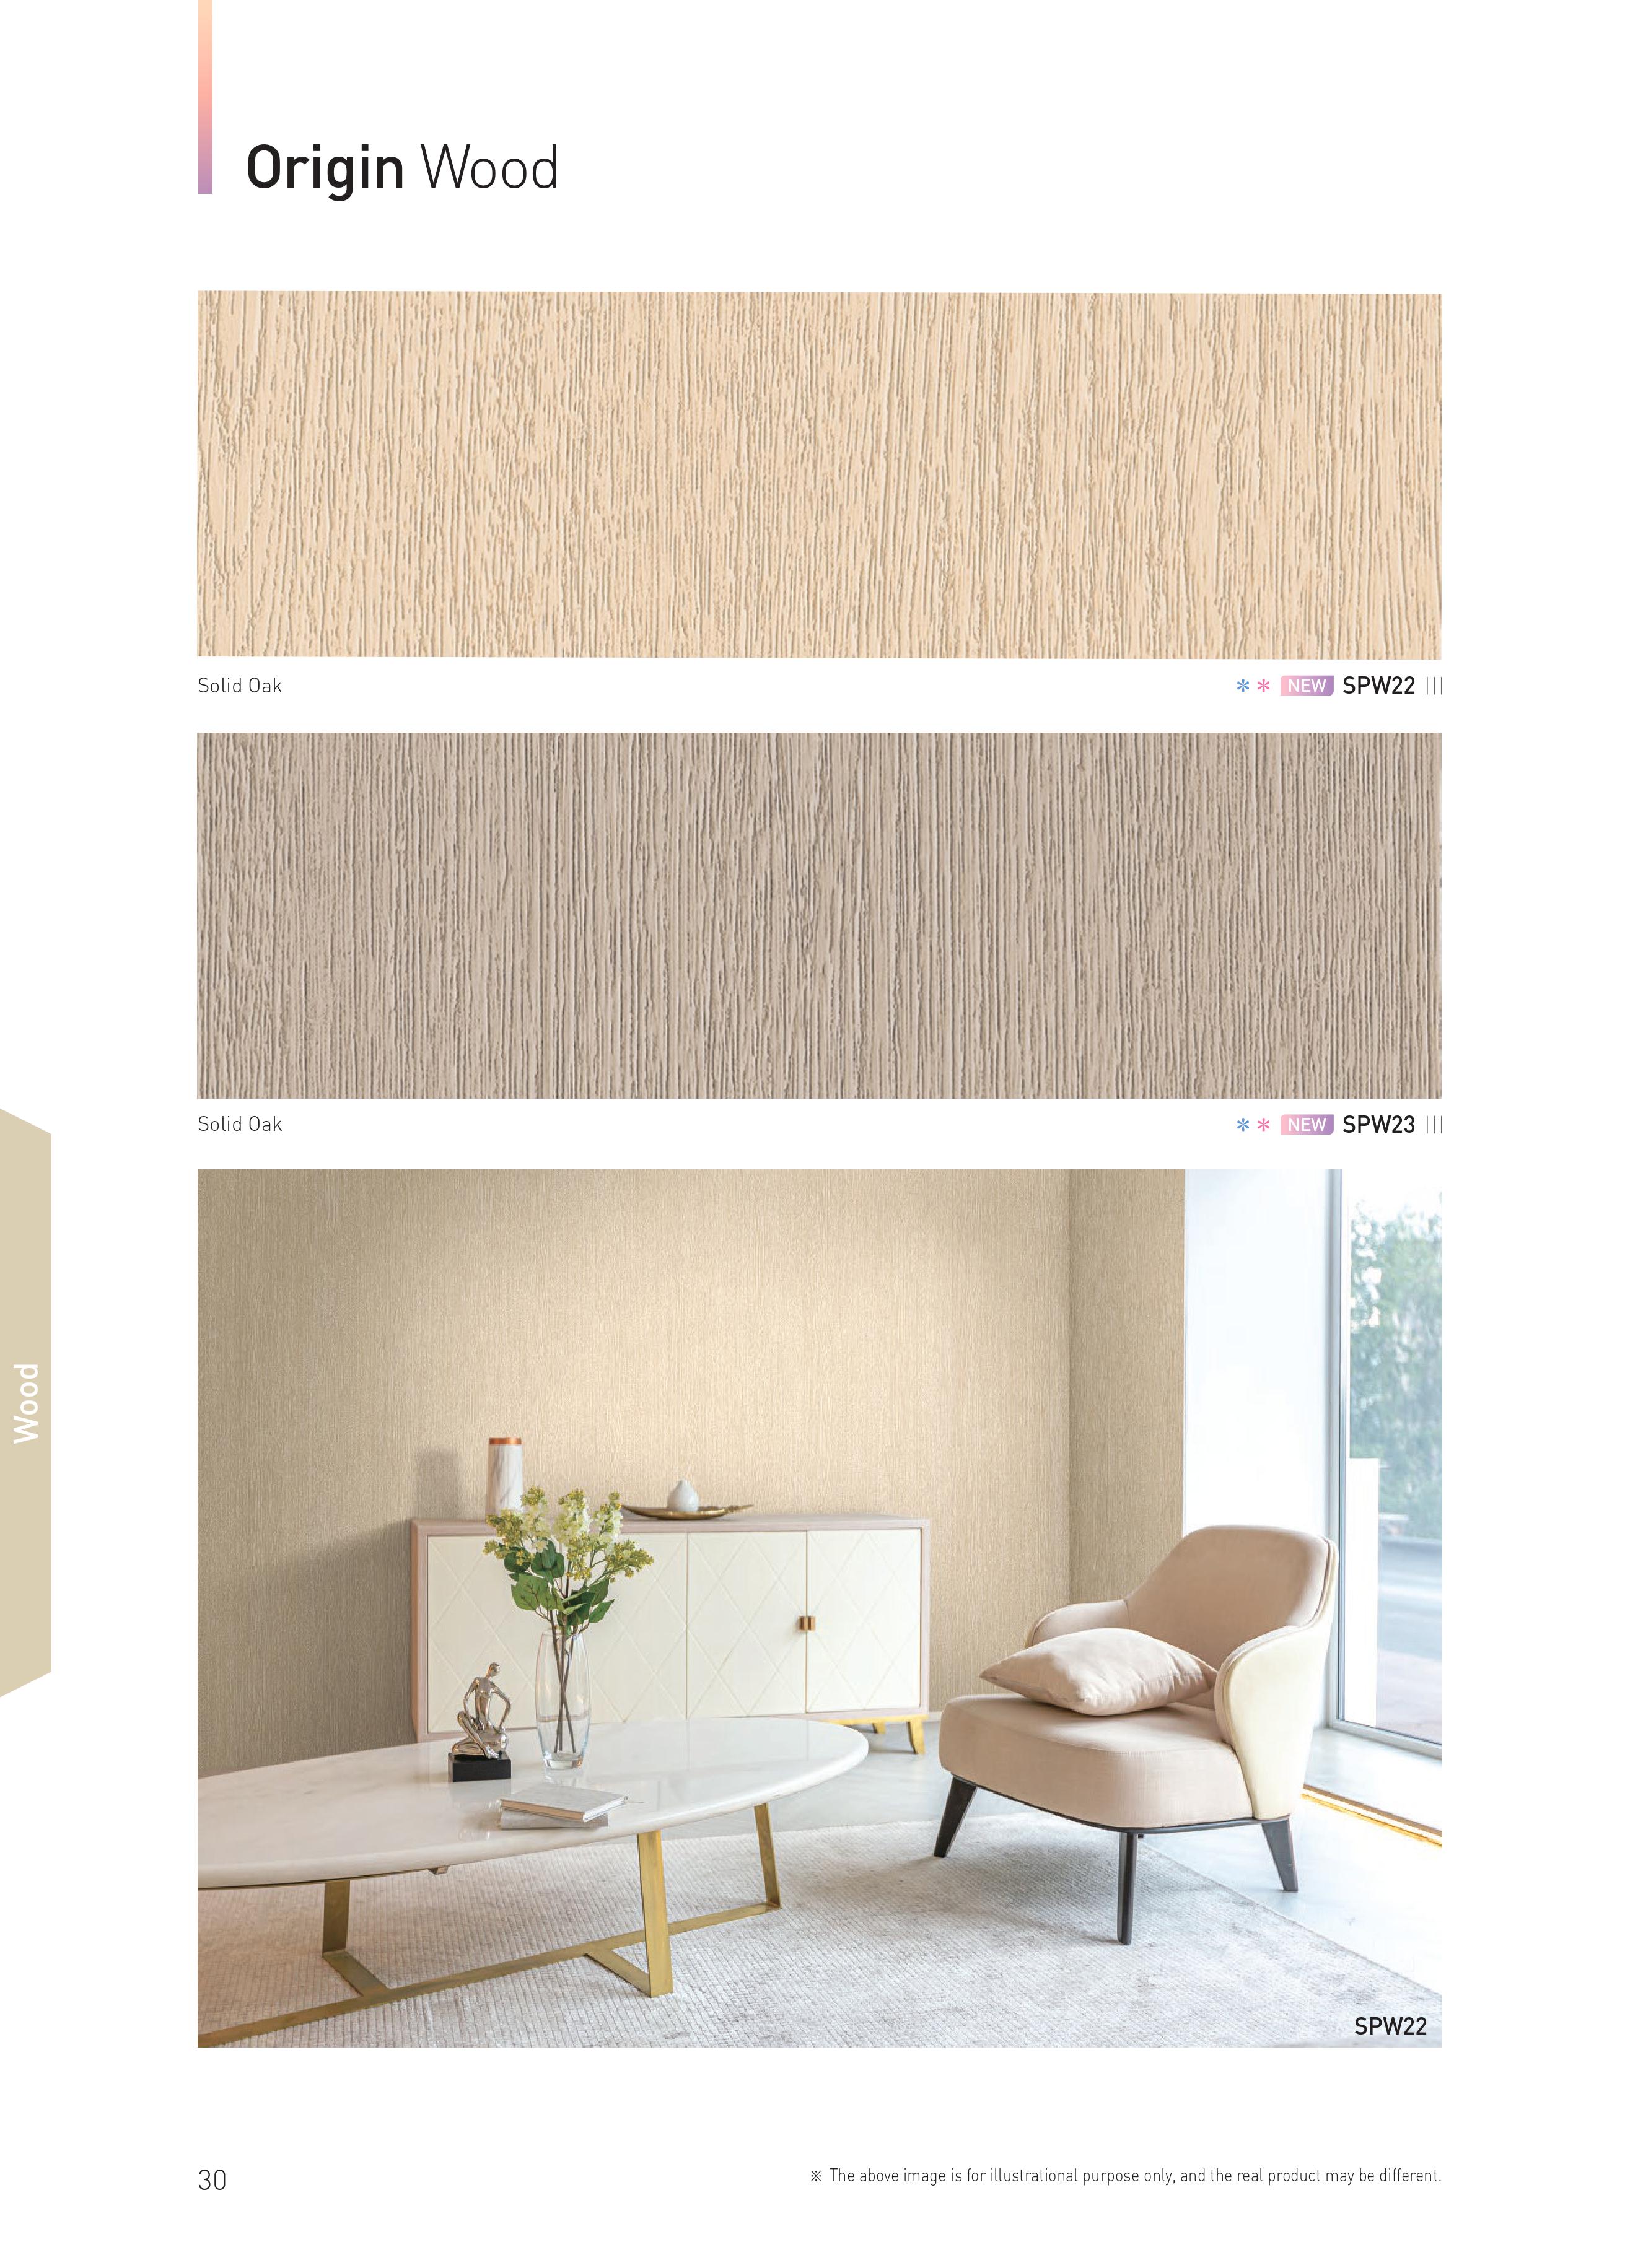 Origin Wood
Solid Oak
** NEW SPW22 |||
Solid Oak
** NEW SPW23 |||
Wood
SPW22
30
※ The above image is for illustrational purpose only, and the real product may be different.